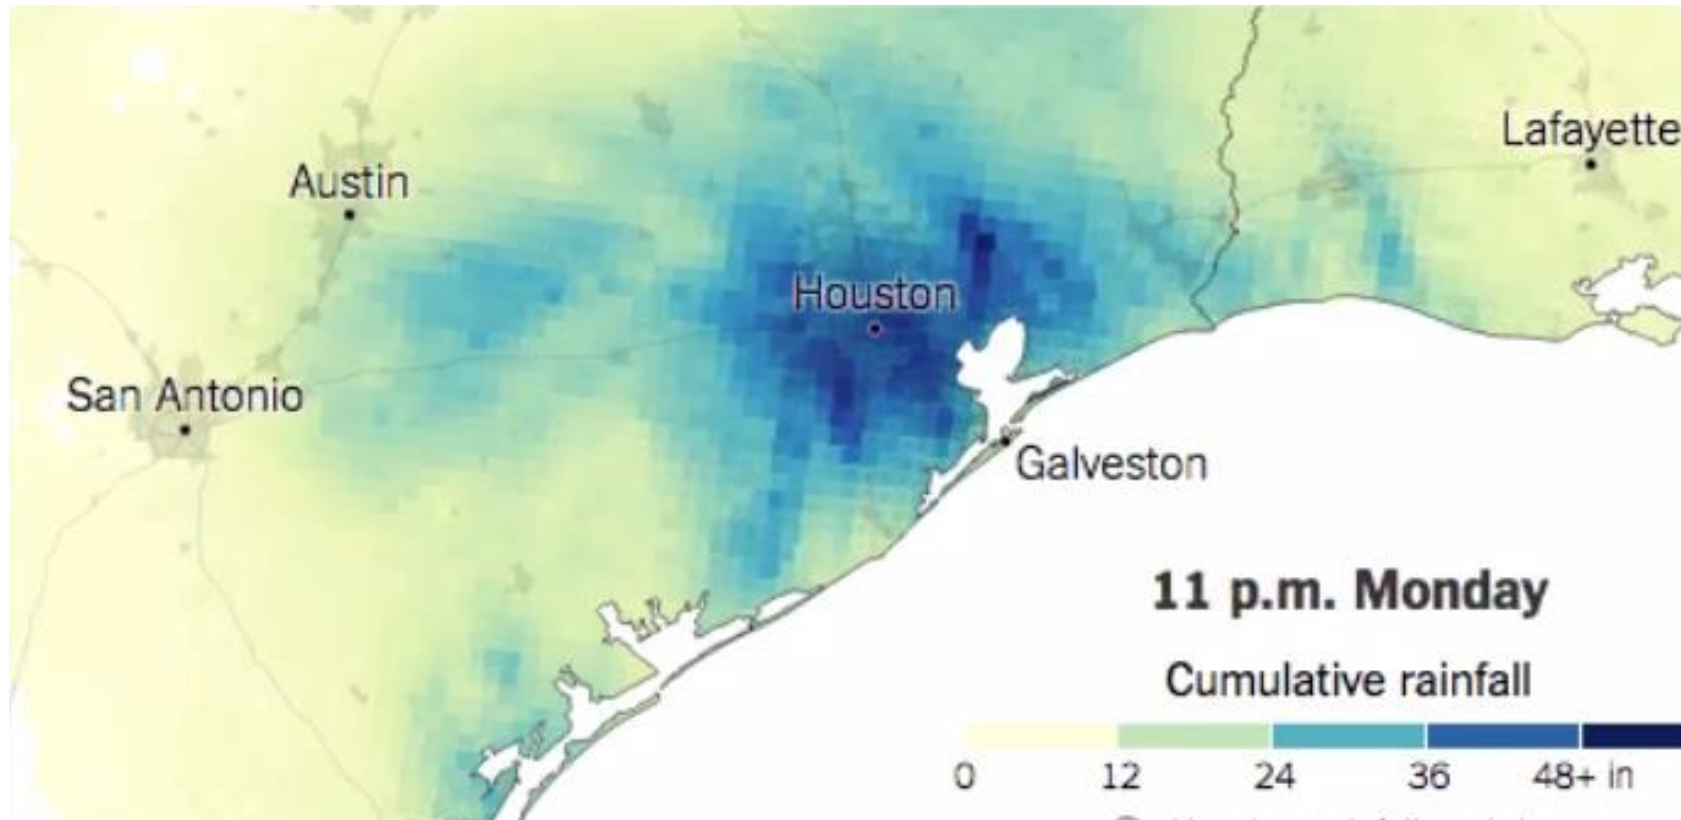 Lafayette
Austin
Houston
San Antonio
Galveston
11 p.m. Monday
Cumulative rainfall
0 12 24 36 48+ in